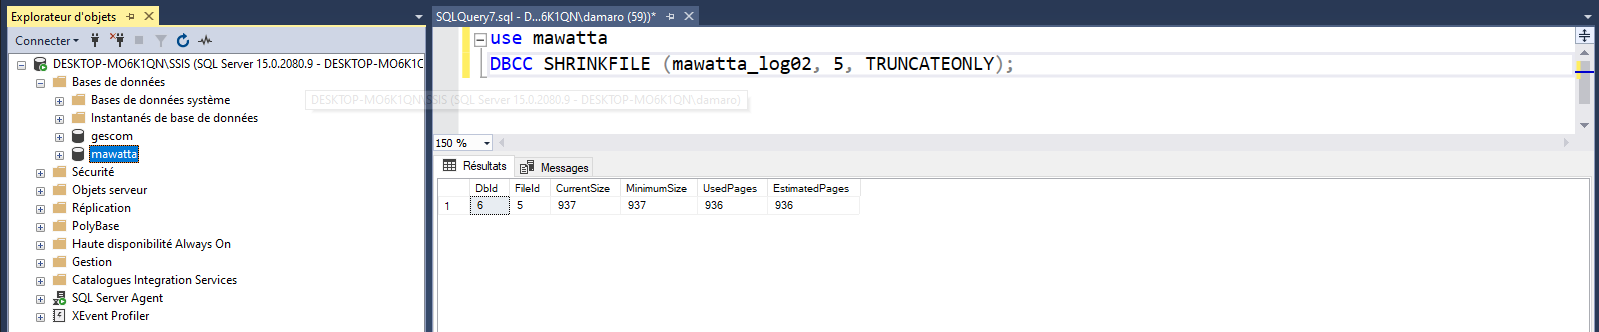 Explorateur d'objets
Connecter
DESKTOP-MO6K1QN\SSIS (SQL Server 15.0.2080.9 - DESKTOP-MO6K1C
Bases de données
Bases de données système
Instantanés de base de données
gescom
mawatta
Sécurité
Objets serveur
Réplication
PolyBase
Haute disponibilité Always On
Gestion
Catalogues Integration Services
SQL Server Agent
XEvent Profiler
DESKTOP-MO6K1QN\SSIS (SQL Server 15.0.2080.9 - DESKTOP-MO6K1QN\damaro)
SQLQuery7.sql - D...6K1QN\damaro (59))*
use mawatta
DBCC SHRINKFILE (mawatta_log02, 5, TRUNCATEONLY);
150 %
Résultats Messages
DbId FileId CurrentSize MinimumSize UsedPages EstimatedPages
1 6 5 937 937 936 936